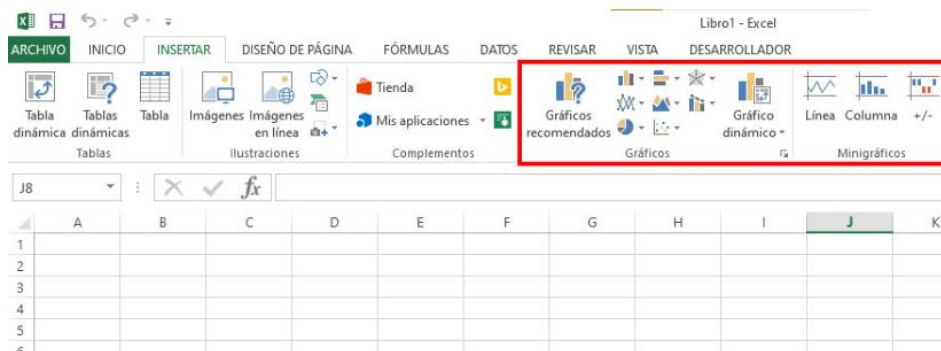 Libro1 - Excel
ARCHIVO INICIO INSERTAR DISEÑO DE PÁGINA FÓRMULAS DATOS REVISAR VISTA DESARROLLADOR
Tabla dinámica
Tablas dinámicas
Tabla
Tablas
Imágenes
Imágenes en línea
Ilustraciones
Tienda
Mis aplicaciones
Complementos
Gráficos recomendados
Gráfico dinámico
Gráficos
Línea
Columna
+/-
Minigráficos
J8
fx
A B C D E F G H I J K
1
2
3
4
5
6